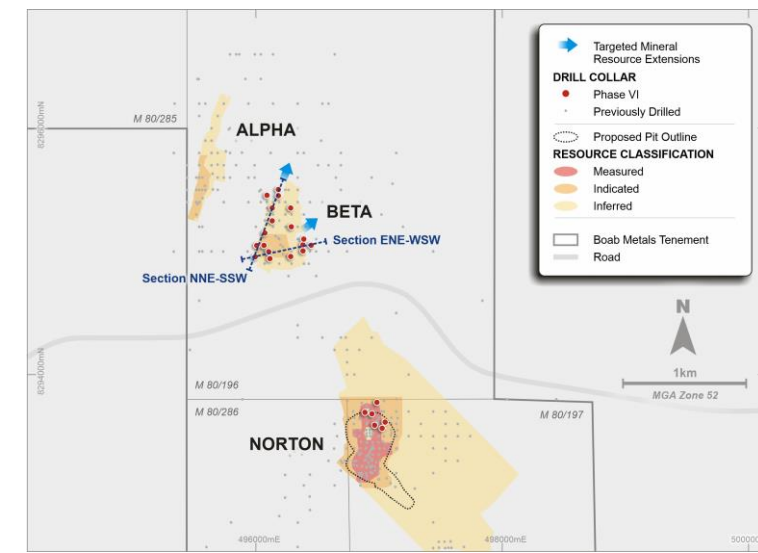 Targeted Mineral
Resource Extensions
DRILL COLLAR
Phase VI
Previously Drilled
Proposed Pit Outline
RESOURCE CLASSIFICATION
Measured
Indicated
Inferred
Boab Metals Tenement
Road
8296000mN
M 80/285
ALPHA
BETA
Section ENE-WSW
Section NNE-SSW
N
1km
MGA Zone 52
8294000mN
M 80/196
M 80/286
M 80/197
NORTON
496000mE
498000mE
50000